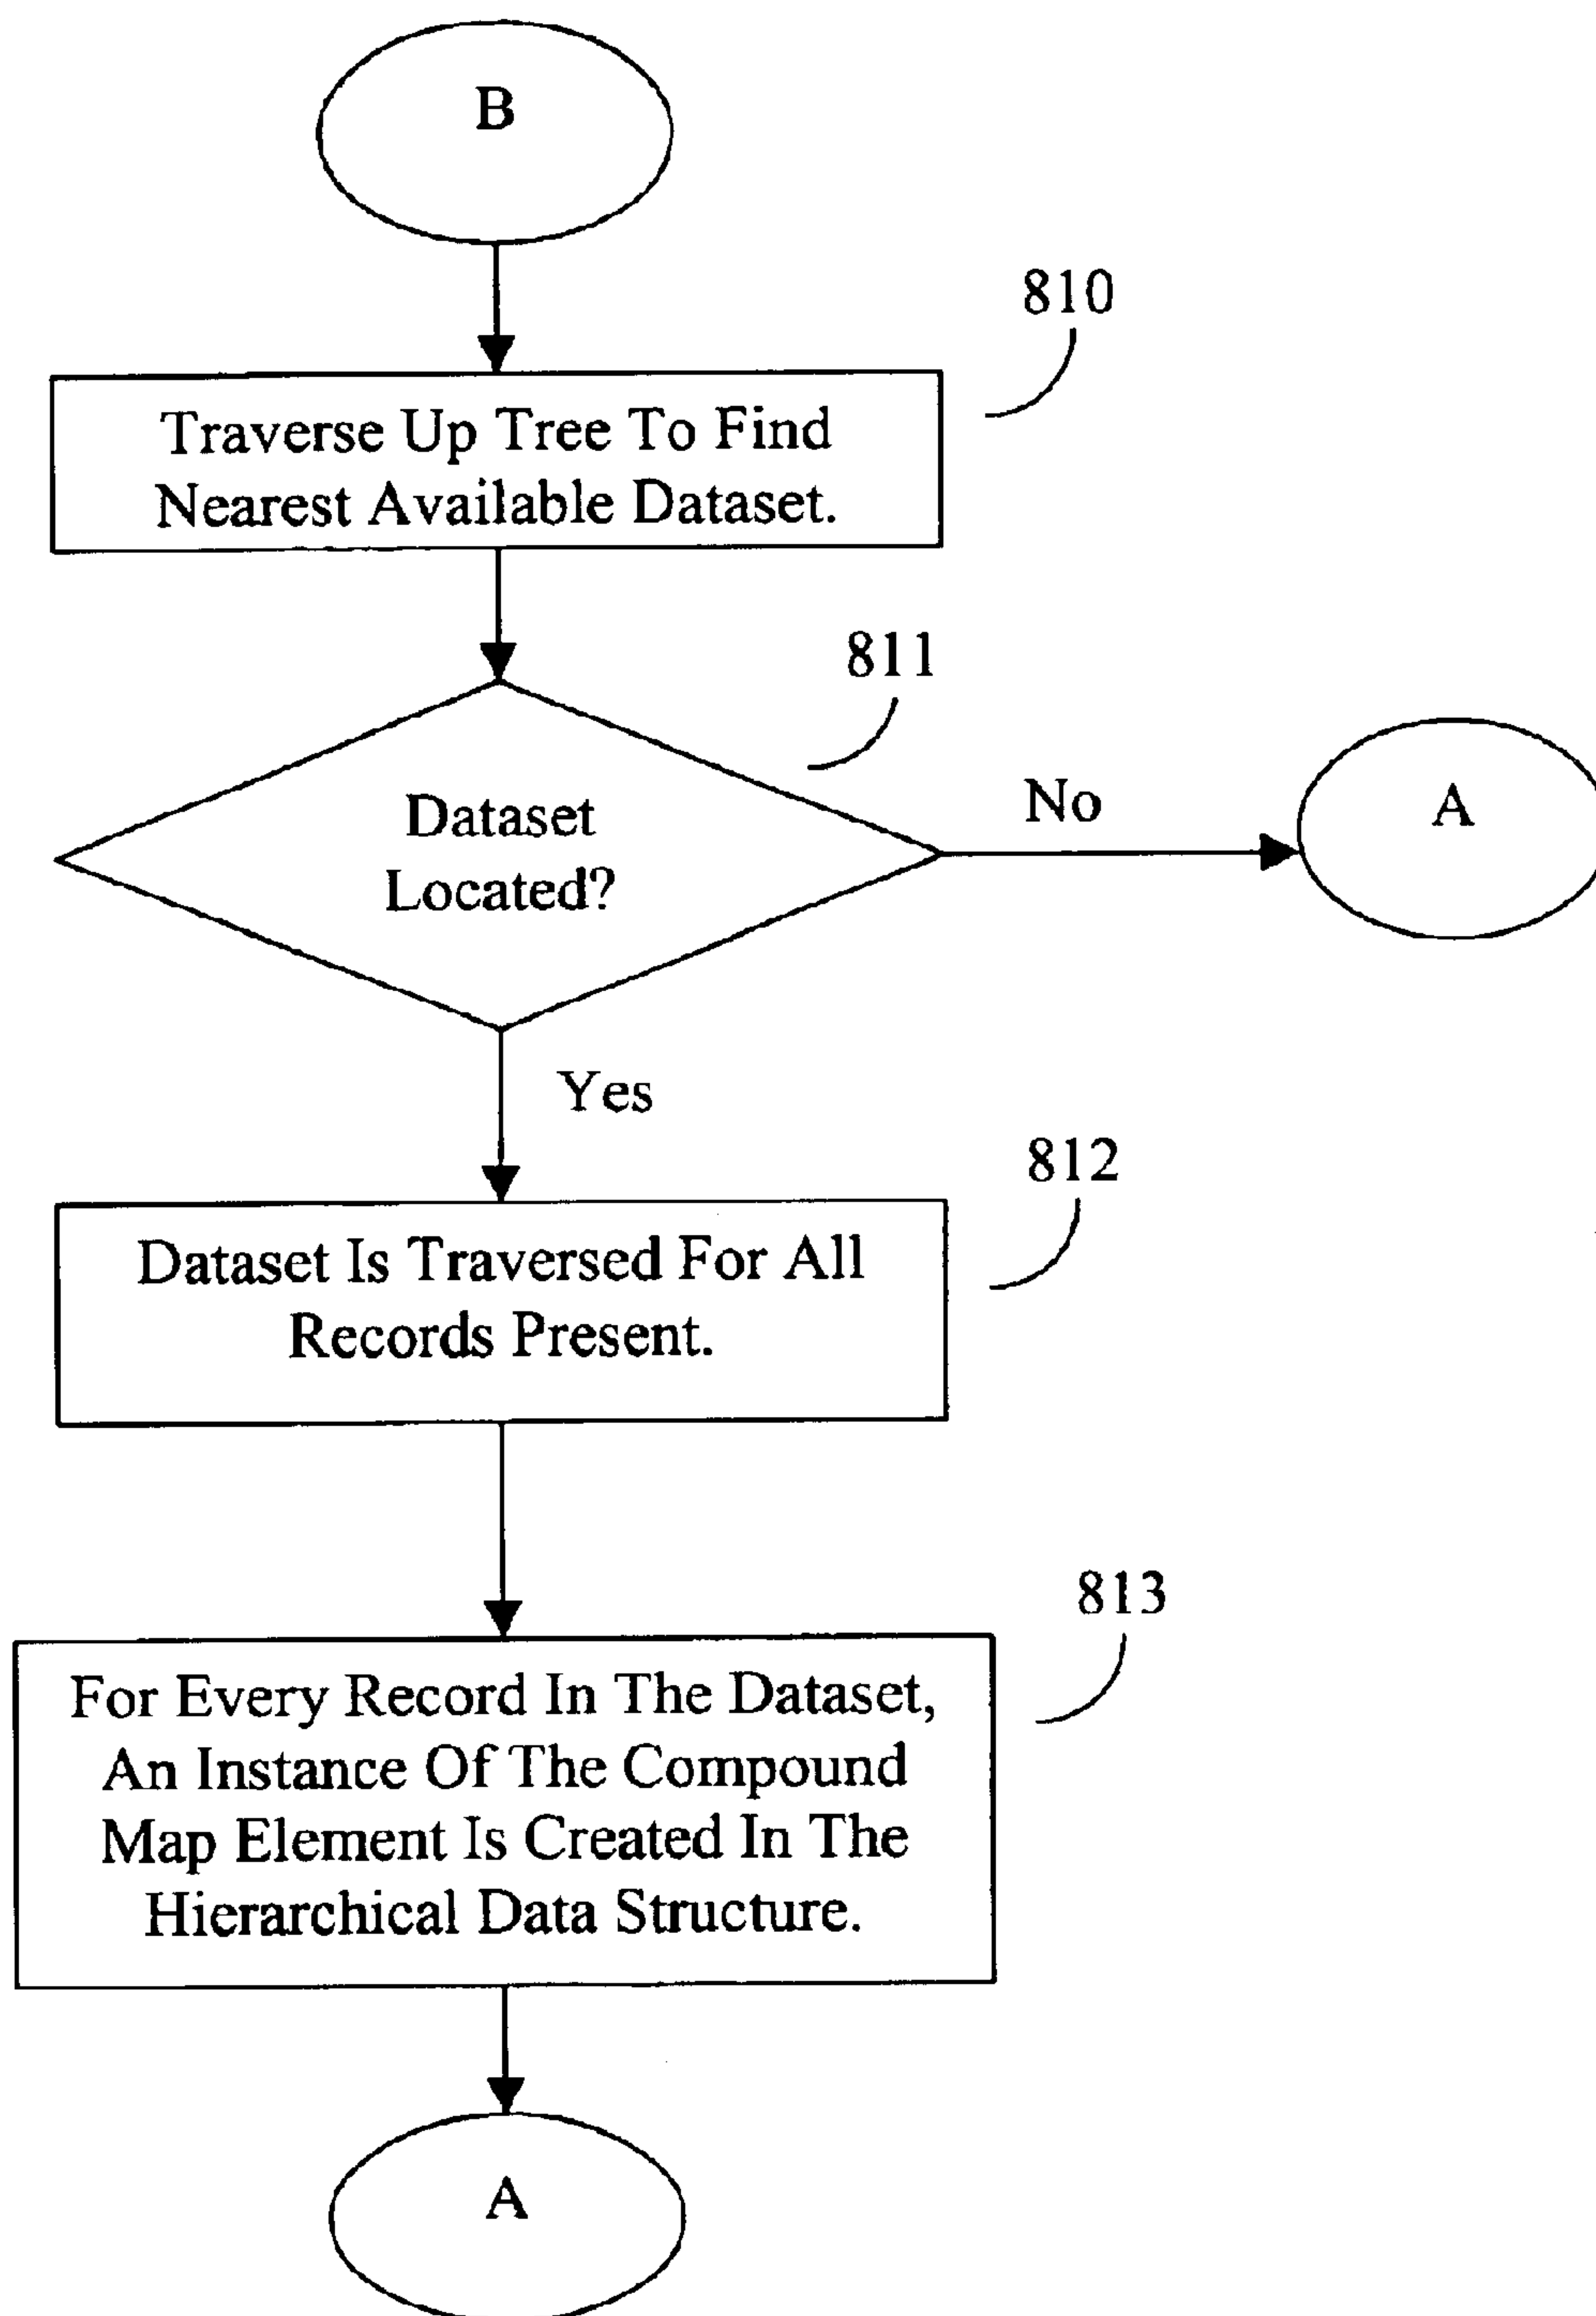 B
810
Traverse Up Tree To Find
Nearest Available Dataset.
811
Dataset
Located?
No
A
Yes
812
Dataset Is Traversed For All
Records Present.
813
For Every Record In The Dataset,
An Instance Of The Compound
Map Element Is Created In The
Hierarchical Data Structure.
A